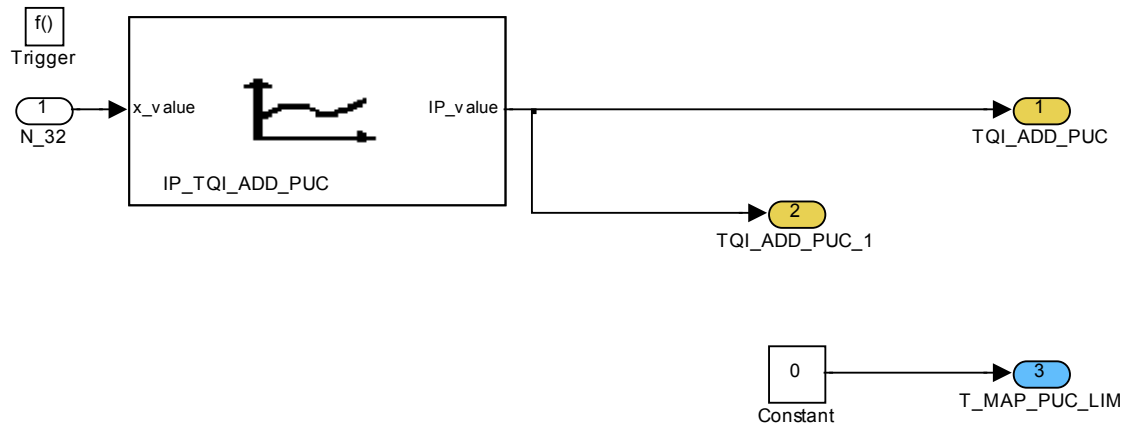 f()
Trigger
1
N_32
x_value
IP_value
IP_TQI_ADD_PUC
1
TQI_ADD_PUC
2
TQI_ADD_PUC_1
0
Constant
3
T_MAP_PUC_LIM